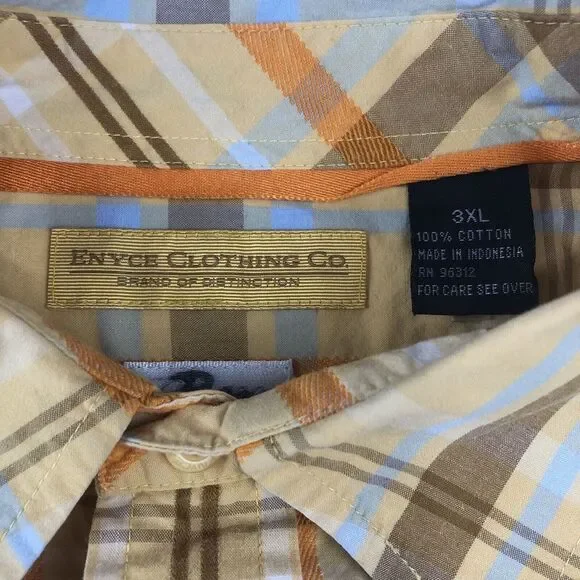 ENYCE CLOTHING CO.
BRAND OF DISTINCTION
3XL
100% COTTON
MADE IN INDONESIA
RN 96312
FOR CARE SEE OVER